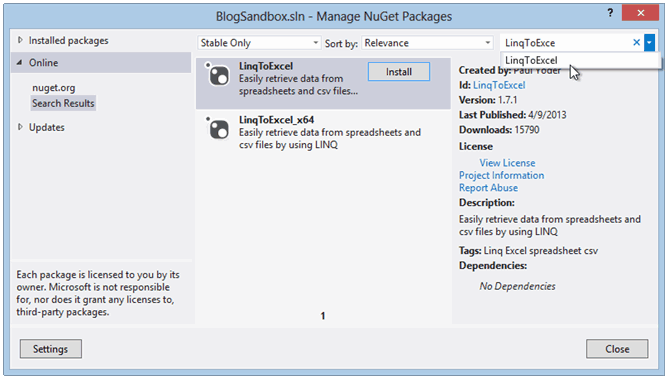 BlogSandbox.sln - Manage NuGet Packages
?
Installed packages
Online
nuget.org
Search Results
Updates
Each package is licensed to you by its
owner. Microsoft is not responsible
for, nor does it grant any licenses to,
third-party packages.
Settings
Stable Only
Sort by: Relevance
LinqToExcel
Easily retrieve data from
spreadsheets and csv files...
Install
LinqToExcel_x64
Easily retrieve data from spreadsheets and
csv files by using LINQ
1
LinqToExce
LinqToExcel
Created by: Paul Yoder
Id: LinqToExcel
Version: 1.7.1
Last Published: 4/9/2013
Downloads: 15790
License
View License
Project Information
Report Abuse
Description:
Easily retrieve data from spreadsheets and
csv files by using LINQ
Tags: Linq Excel spreadsheet csv
Dependencies:
No Dependencies
Close